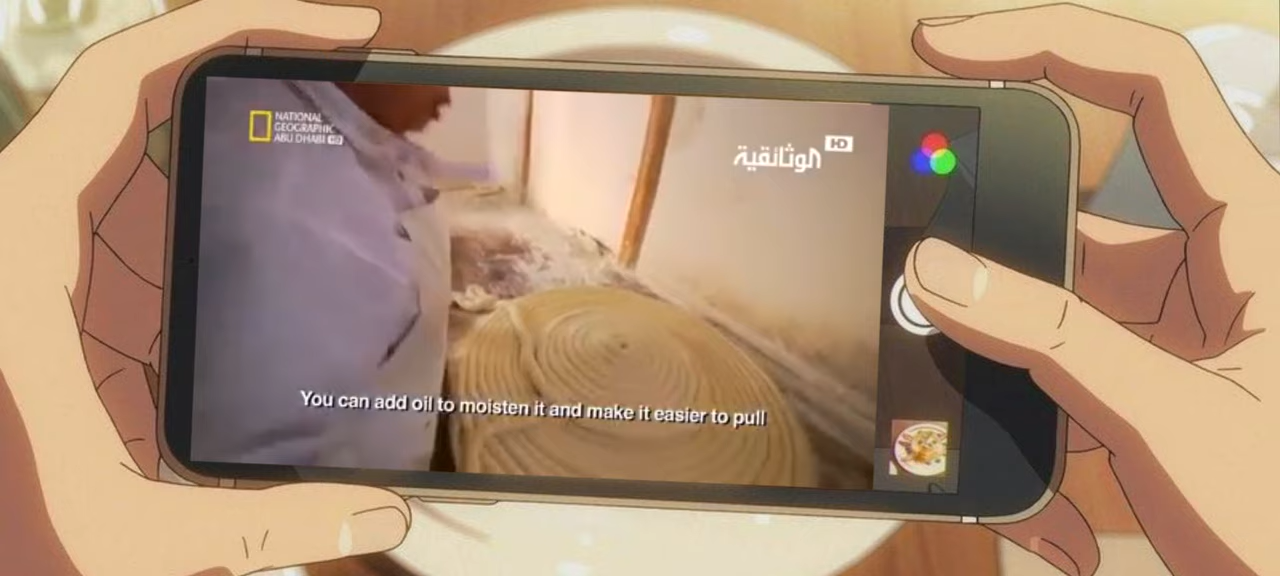 NATIONAL
GEOGRAPHIC
ABU DHABI HD
HD
الوثائقية
You can add oil to moisten it and make it easier to pull